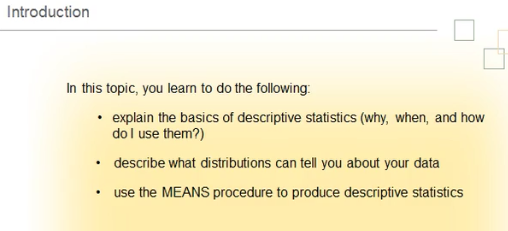 Introduction
In this topic, you learn to do the following:
• explain the basics of descriptive statistics (why, when, and how
do I use them?)
• describe what distributions can tell you about your data
• use the MEANS procedure to produce descriptive statistics